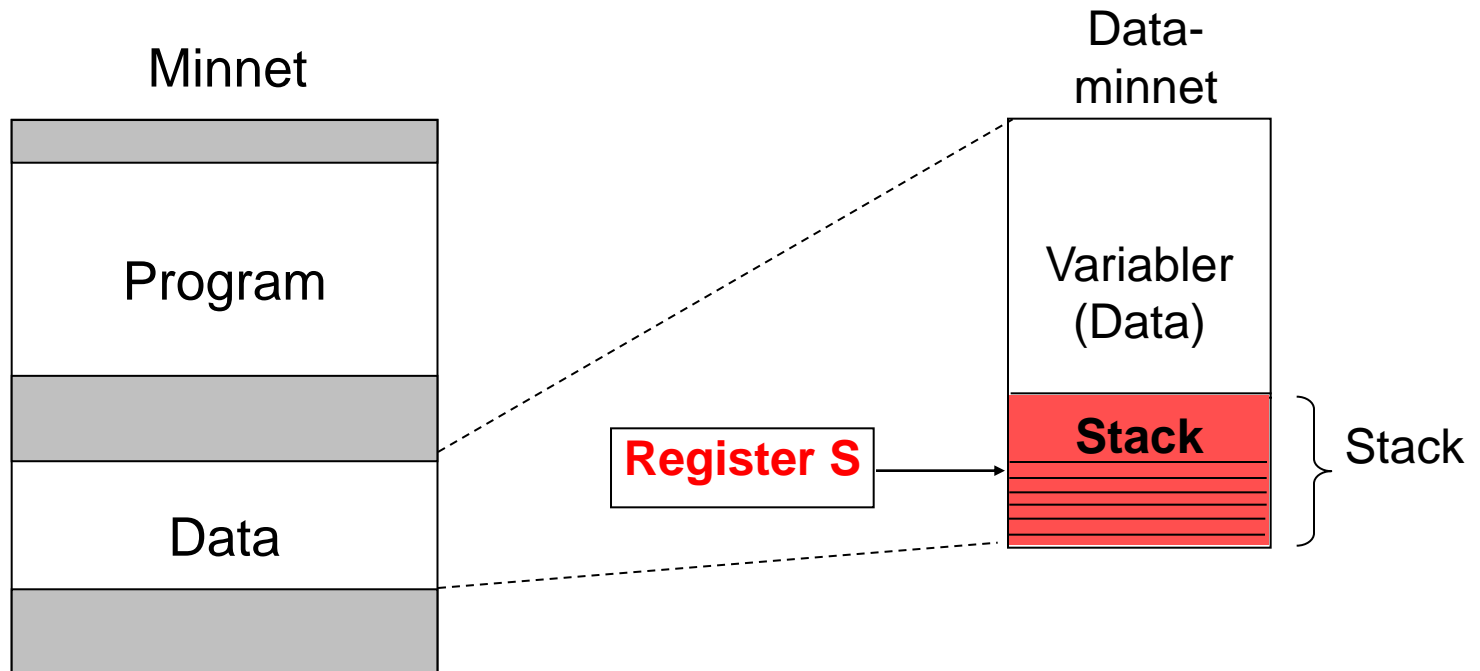 Minnet
Data-
minnet
Program
Variabler
(Data)
Stack
Register S
Stack
Data